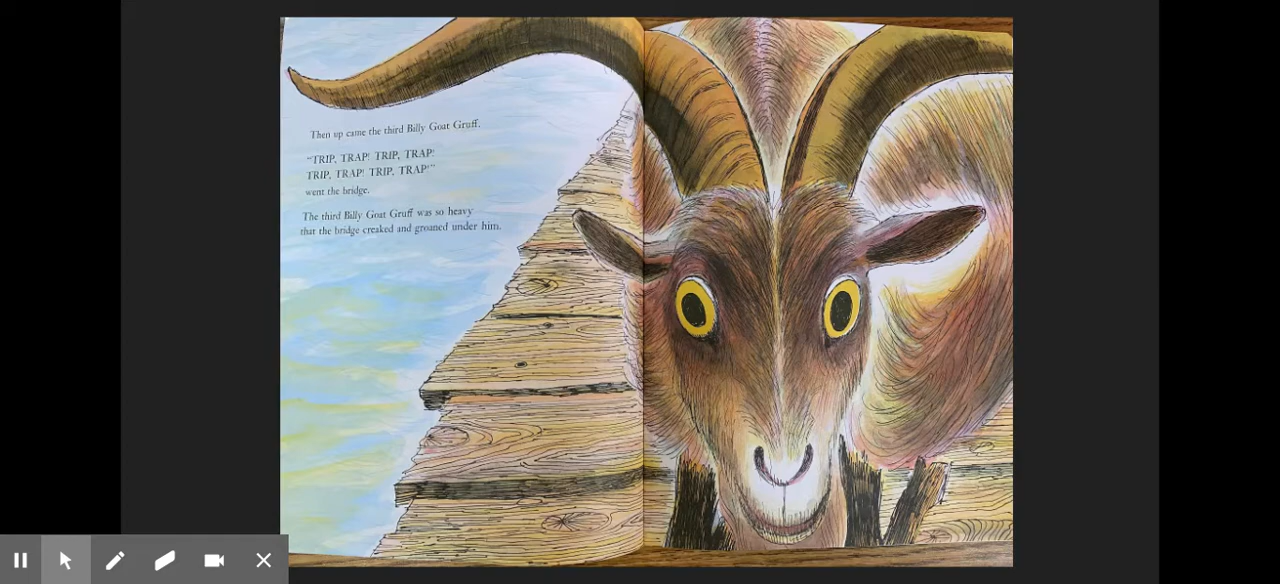 Then up came the third Billy Goat Gruff.
"TRIP, TRAP! TRIP, TRAP!
TRIP, TRAP! TRIP, TRAP!"
went the bridge.
The third Billy Goat Gruff was so heavy
that the bridge creaked and groaned under him.